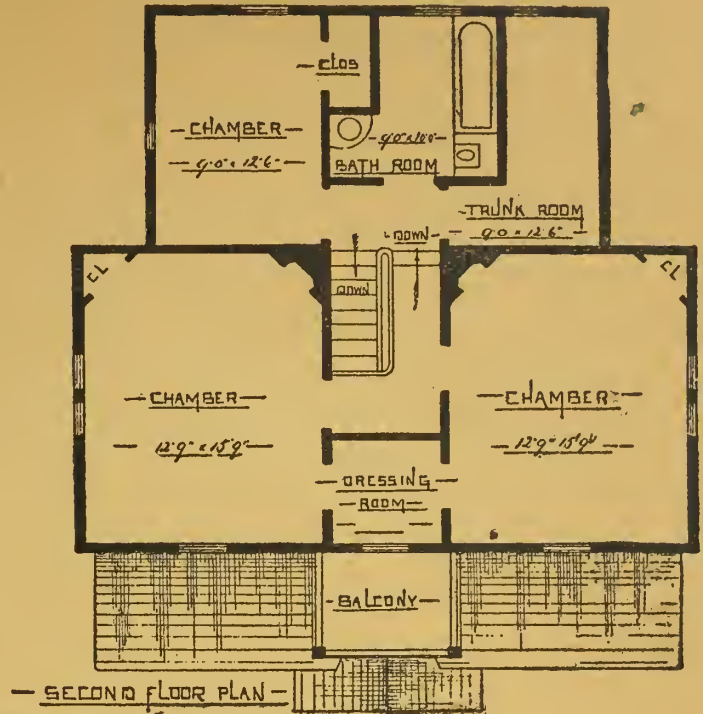 CLOS
CHAMBER
9'0" x 12'6"
9'0" x 10'0"
BATH ROOM
TRUNK ROOM
9'0 x 12'6"
DOWN
DOWN
CL
CL
CHAMBER
12'9" x 15'9"
CHAMBER
12'9" 15'9"
DRESSING
ROOM
BALCONY
SECOND FLOOR PLAN